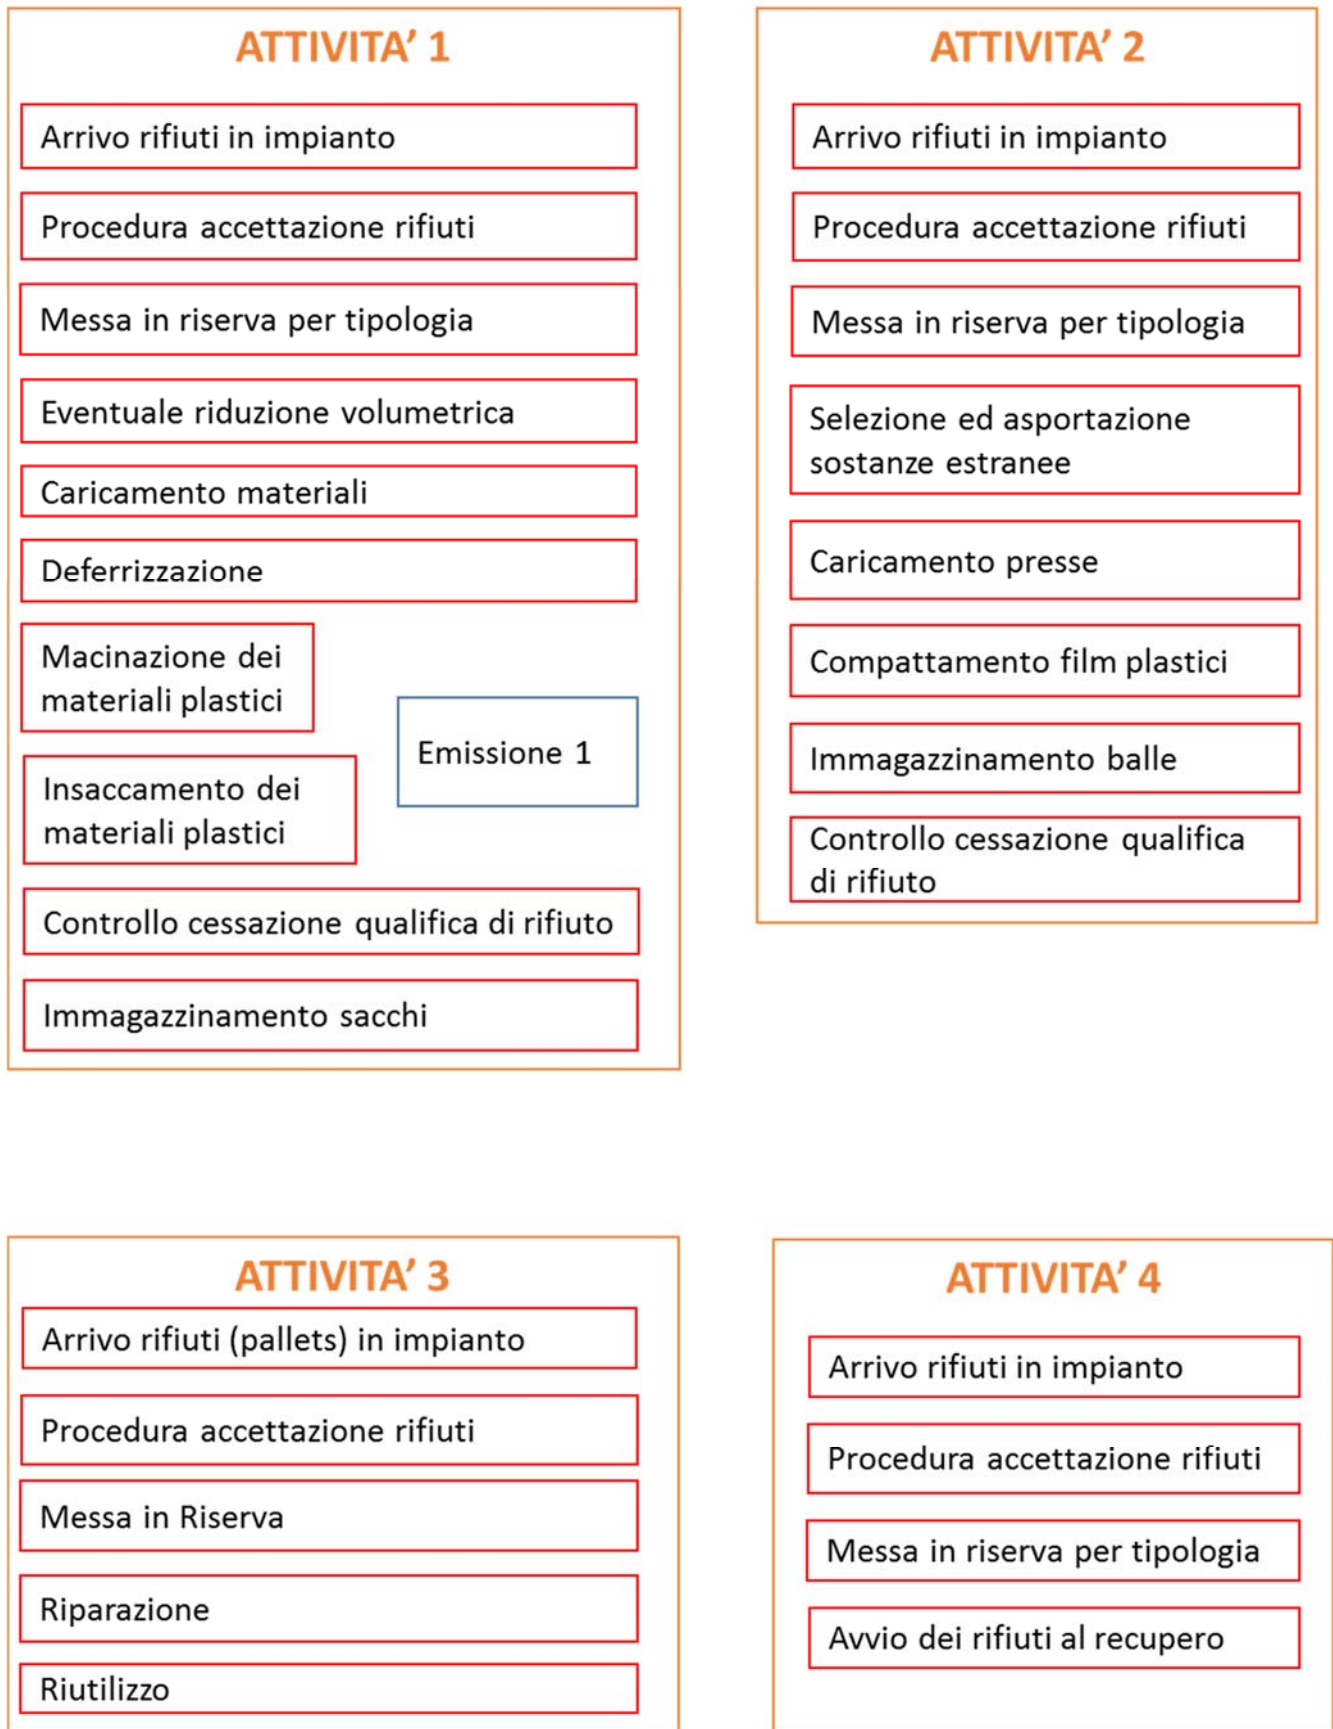 ATTIVITA’ 1
Arrivo rifiuti in impianto
Procedura accettazione rifiuti
Messa in riserva per tipologia
Eventuale riduzione volumetrica
Caricamento materiali
Deferrizzazione
Macinazione dei
materiali plastici
Emissione 1
Insaccamento dei
materiali plastici
Controllo cessazione qualifica di rifiuto
Immagazzinamento sacchi
ATTIVITA’ 2
Arrivo rifiuti in impianto
Procedura accettazione rifiuti
Messa in riserva per tipologia
Selezione ed asportazione
sostanze estranee
Caricamento presse
Compattamento film plastici
Immagazzinamento balle
Controllo cessazione qualifica
di rifiuto
ATTIVITA’ 3
Arrivo rifiuti (pallets) in impianto
Procedura accettazione rifiuti
Messa in Riserva
Riparazione
Riutilizzo
ATTIVITA’ 4
Arrivo rifiuti in impianto
Procedura accettazione rifiuti
Messa in riserva per tipologia
Avvio dei rifiuti al recupero